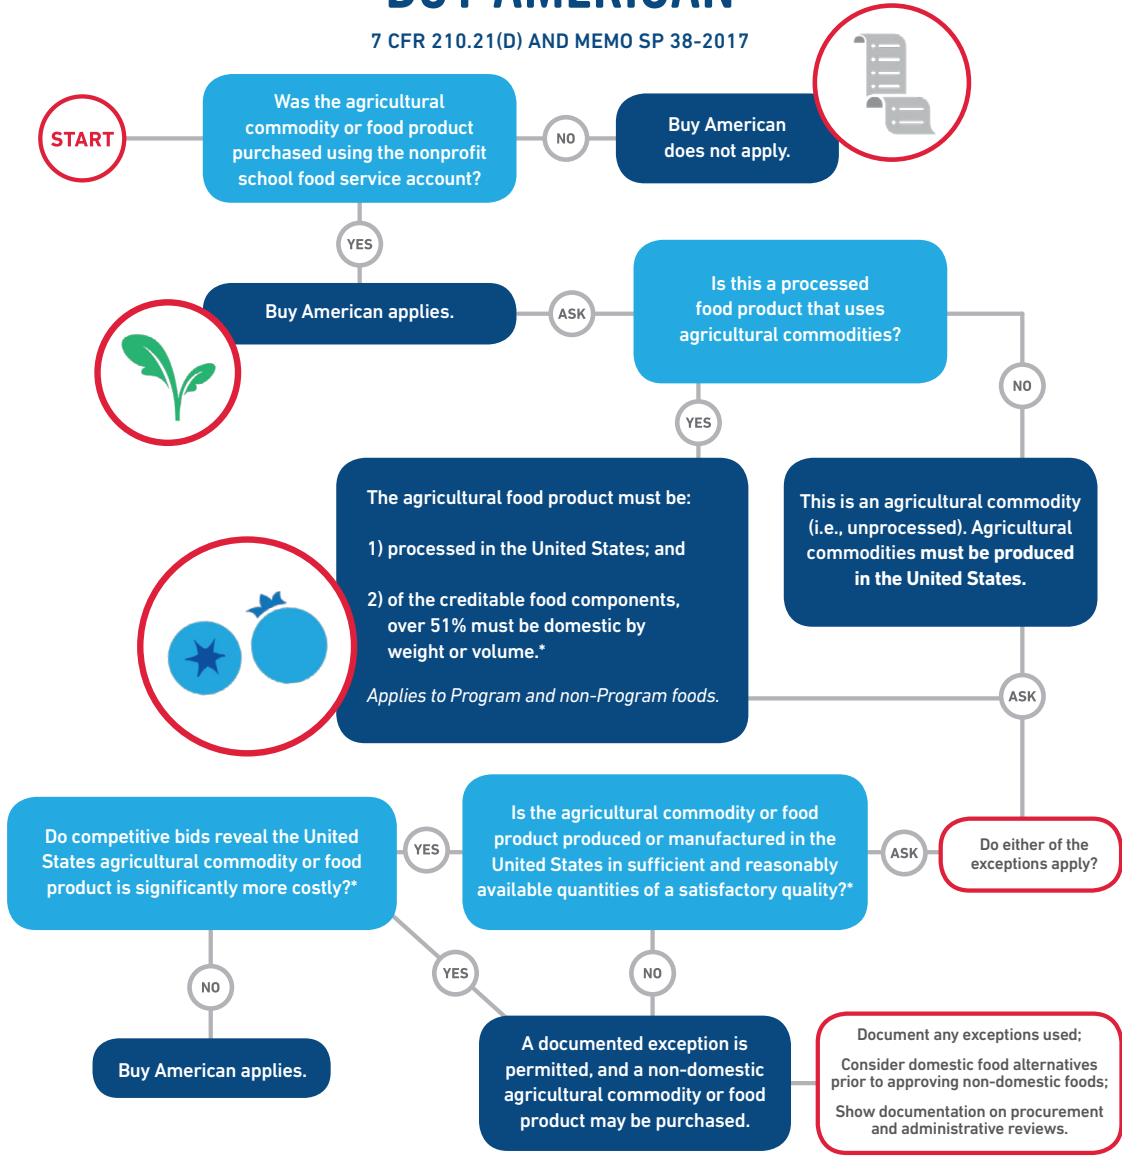 BUY AMERICAN
7 CFR 210.21(D) AND MEMO SP 38-2017
START
Was the agricultural
commodity or food product
purchased using the nonprofit
school food service account?
NO
Buy American
does not apply.
YES
Buy American applies.
ASK
Is this a processed
food product that uses
agricultural commodities?
NO
YES
The agricultural food product must be:
1) processed in the United States; and
2) of the creditable food components,
over 51% must be domestic by
weight or volume.*
Applies to Program and non-Program foods.
This is an agricultural commodity
(i.e., unprocessed). Agricultural
commodities must be produced
in the United States.
ASK
Do either of the
exceptions apply?
ASK
Is the agricultural commodity or food
product produced or manufactured in the
United States in sufficient and reasonably
available quantities of a satisfactory quality?*
YES
Do competitive bids reveal the United
States agricultural commodity or food
product is significantly more costly?*
NO
YES
NO
Buy American applies.
A documented exception is
permitted, and a non-domestic
agricultural commodity or food
product may be purchased.
Document any exceptions used;
Consider domestic food alternatives
prior to approving non-domestic foods;
Show documentation on procurement
and administrative reviews.